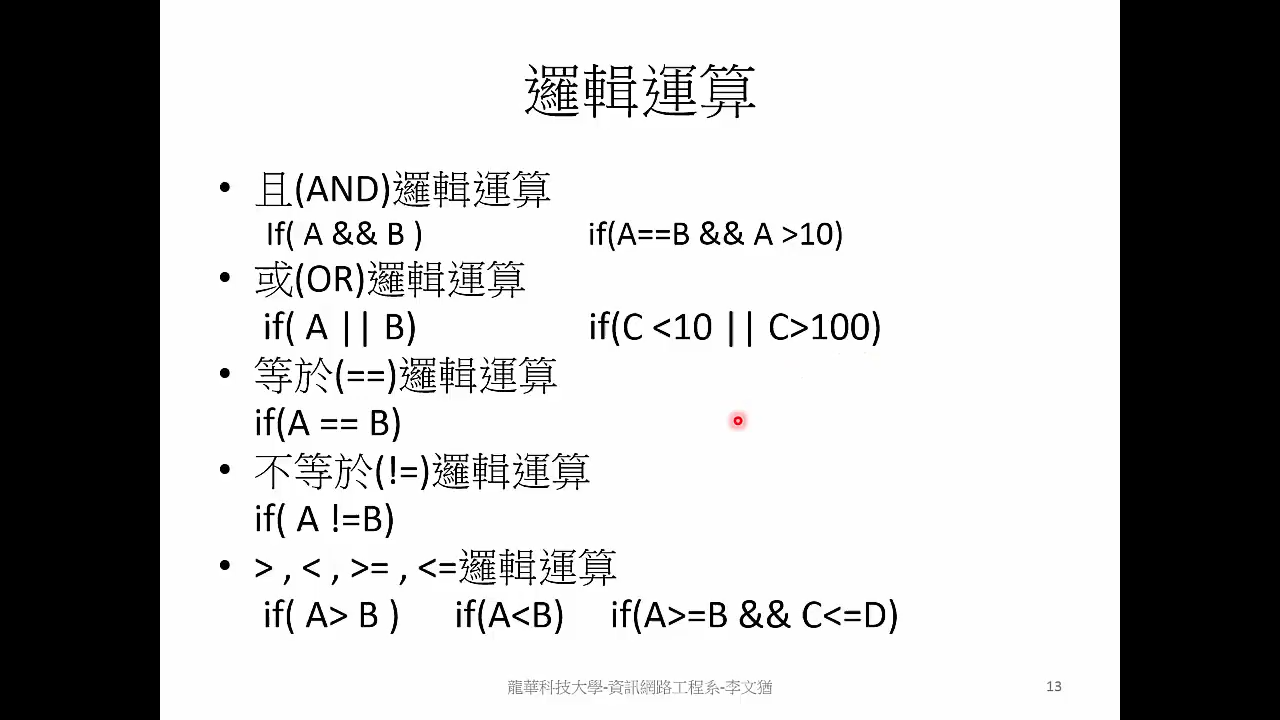 邏輯運算
• 且(AND)邏輯運算
If( A && B ) if(A==B && A >10)
• 或(OR)邏輯運算
if( A || B) if(C <10 || C>100)
• 等於(==)邏輯運算
if(A == B)
• 不等於(!=)邏輯運算
if( A !=B)
• > , < , >= , <=邏輯運算
if( A> B ) if(A<B) if(A>=B && C<=D)
龍華科技大學-資訊網路工程系-李文猶 13